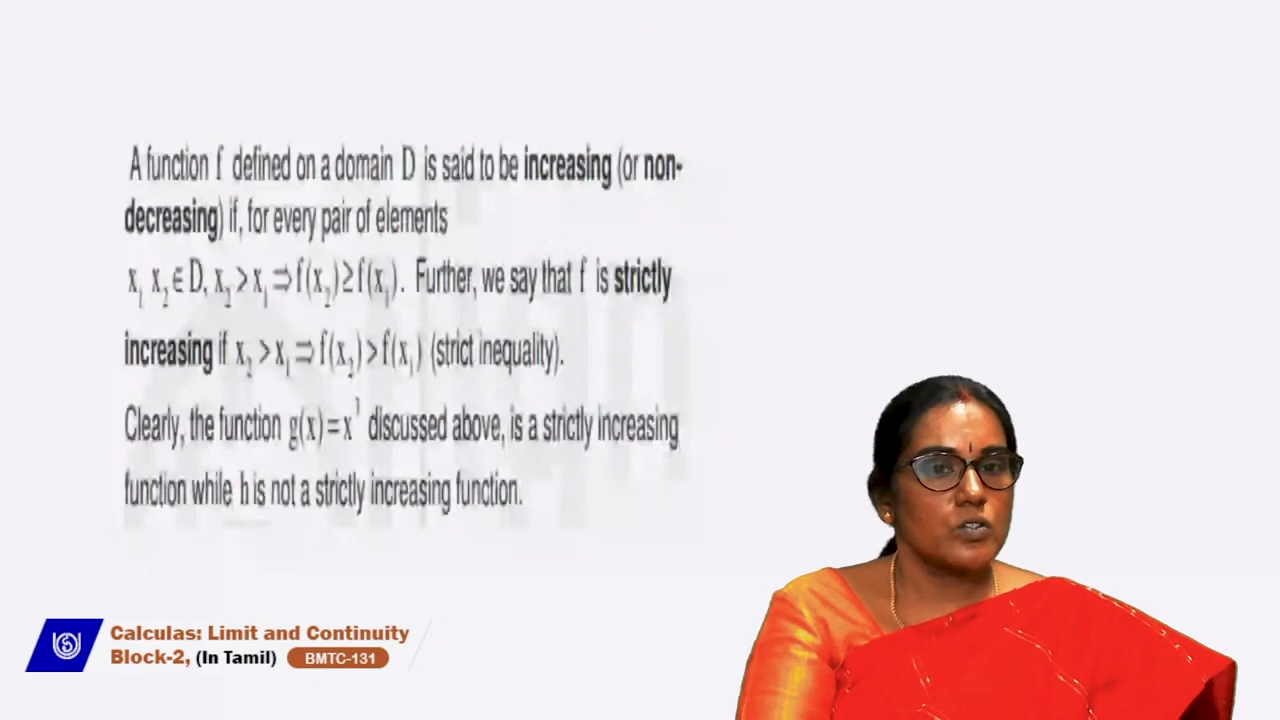 A function f defined on a domain D is said to be increasing (or non-
decreasing) if, for every pair of elements
x₁ x₂ ∈ D, x₂ > x₁ ⇒ f(x₂) ≥ f(x₁). Further, we say that f is strictly
increasing if x₂ > x₁ ⇒ f(x₂) > f(x₁) (strict inequality).
Clearly, the function g(x) = x³ discussed above, is a strictly increasing
function while h is not a strictly increasing function.
Calculas: Limit and Continuity
Block-2, (In Tamil) BMTC-131